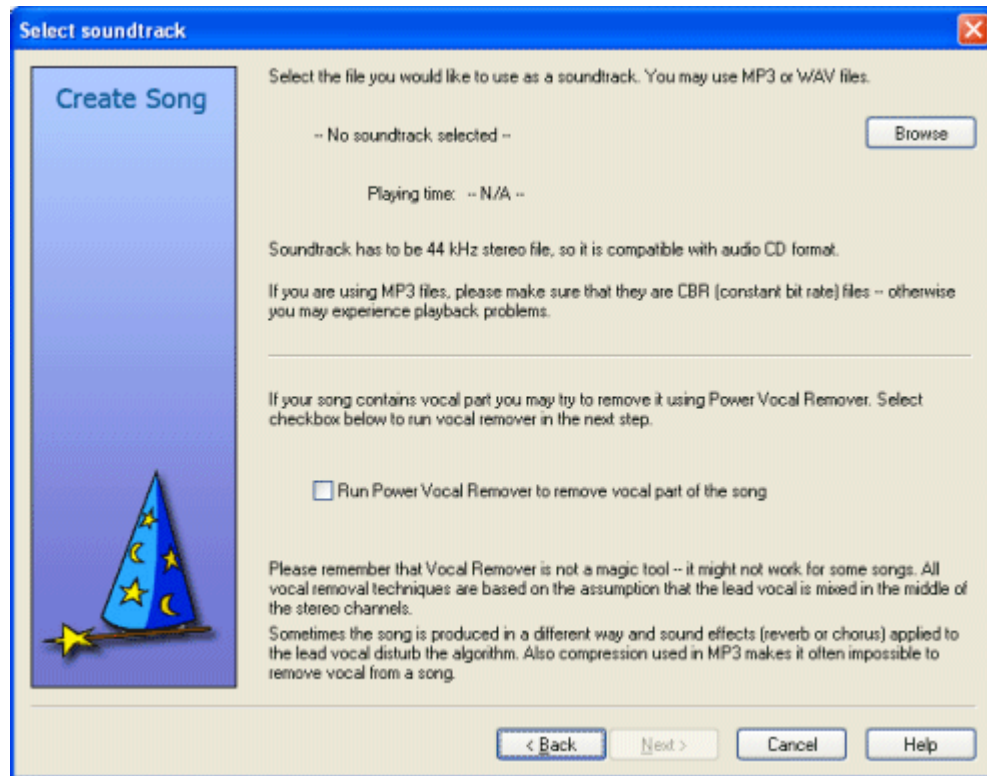 Select soundtrack
Create Song
Select the file you would like to use as a soundtrack. You may use MP3 or WAV files.
-- No soundtrack selected --
Browse
Playing time: -- N/A --
Soundtrack has to be 44 kHz stereo file, so it is compatible with audio CD format.
If you are using MP3 files, please make sure that they are CBR (constant bit rate) files -- otherwise
you may experience playback problems.
If your song contains vocal part you may try to remove it using Power Vocal Remover. Select
checkbox below to run vocal remover in the next step.
Run Power Vocal Remover to remove vocal part of the song
Please remember that Vocal Remover is not a magic tool -- it might not work for some songs. All
vocal removal techniques are based on the assumption that the lead vocal is mixed in the middle of
the stereo channels.
Sometimes the song is produced in a different way and sound effects (reverb or chorus) applied to
the lead vocal disturb the algorithm. Also compression used in MP3 makes it often impossible to
remove vocal from a song.
< Back
Next >
Cancel
Help